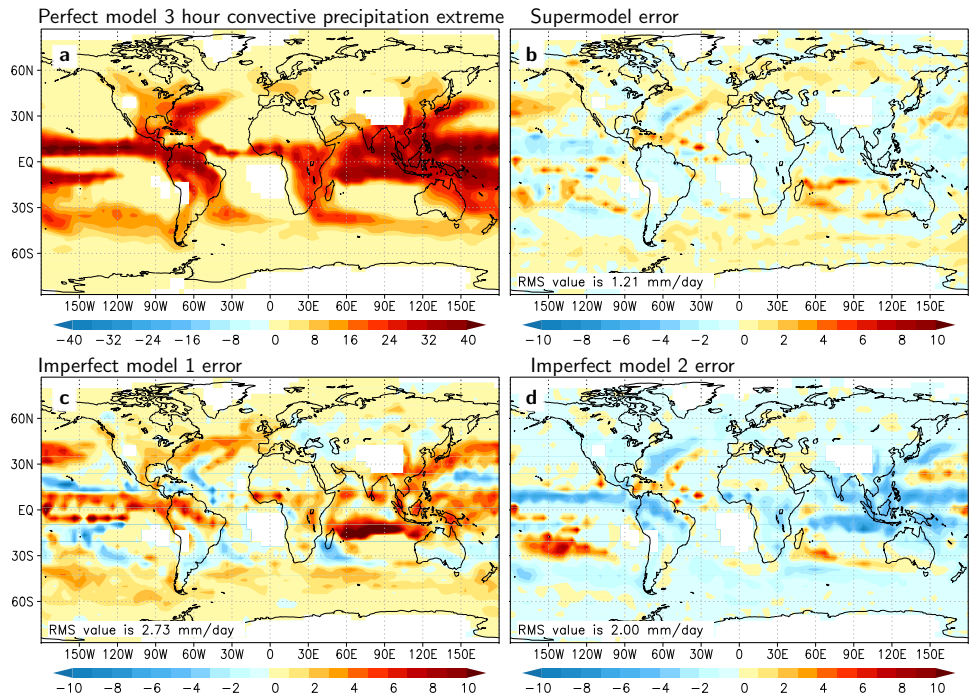 Perfect model 3 hour convective precipitation extreme
Supermodel error
a
b
60N
30N
EQ
30S
60S
RMS value is 1.21 mm/day
150W 120W 90W 60W 30W 0 30E 60E 90E 120E 150E
150W 120W 90W 60W 30W 0 30E 60E 90E 120E 150E
−40 −32 −24 −16 −8 0 8 16 24 32 40
−10 −8 −6 −4 −2 0 2 4 6 8 10
Imperfect model 1 error
Imperfect model 2 error
c
d
60N
30N
EQ
30S
60S
RMS value is 2.73 mm/day
RMS value is 2.00 mm/day
150W 120W 90W 60W 30W 0 30E 60E 90E 120E 150E
150W 120W 90W 60W 30W 0 30E 60E 90E 120E 150E
−10 −8 −6 −4 −2 0 2 4 6 8 10
−10 −8 −6 −4 −2 0 2 4 6 8 10